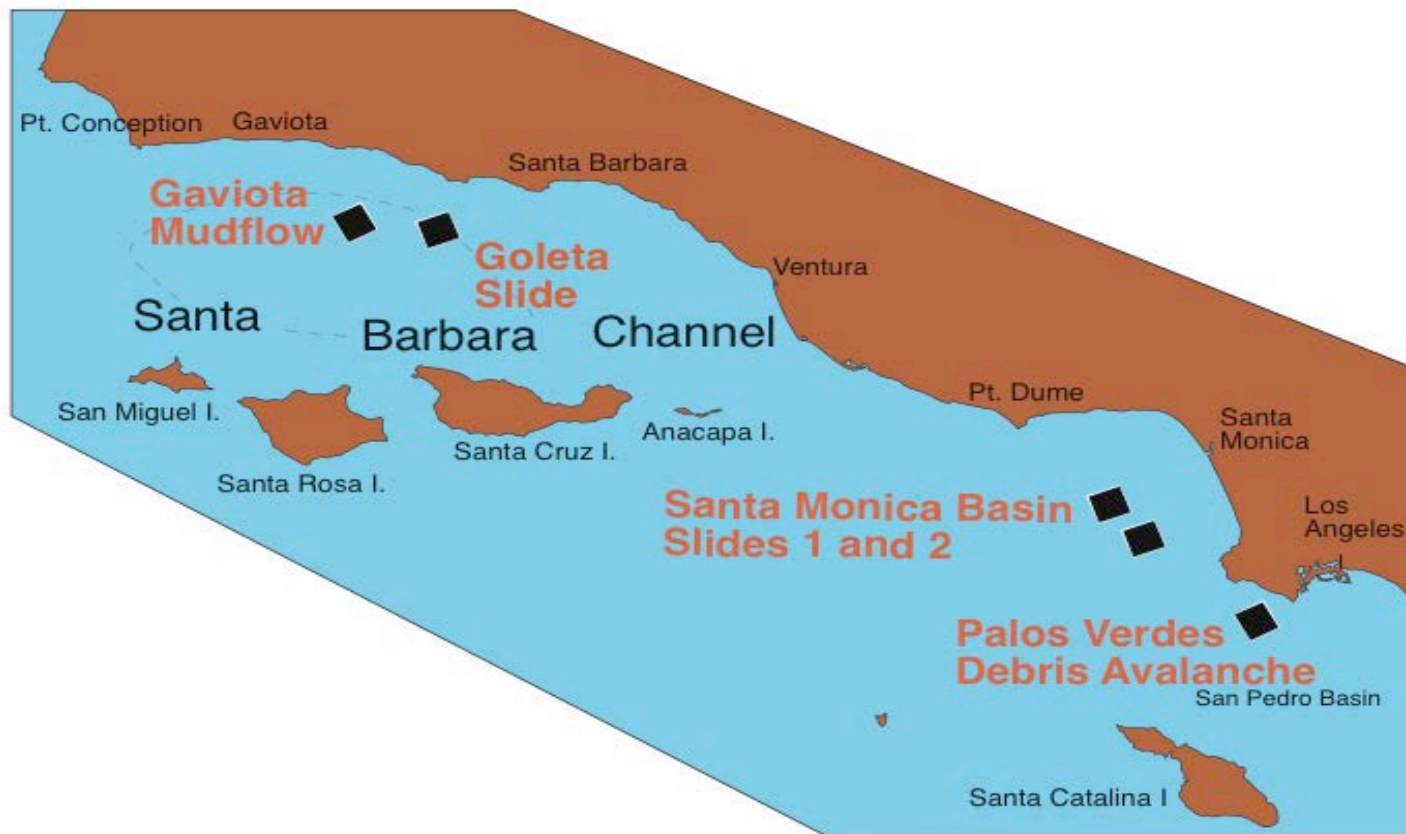 Pt. Conception
Gaviota
Santa Barbara
Gaviota
Mudflow
Goleta
Slide
Ventura
Santa
Barbara
Channel
San Miguel I.
Santa Rosa I.
Santa Cruz I.
Anacapa I.
Pt. Dume
Santa
Monica
Santa Monica Basin
Slides 1 and 2
Los
Angeles
Palos Verdes
Debris Avalanche
San Pedro Basin
Santa Catalina I